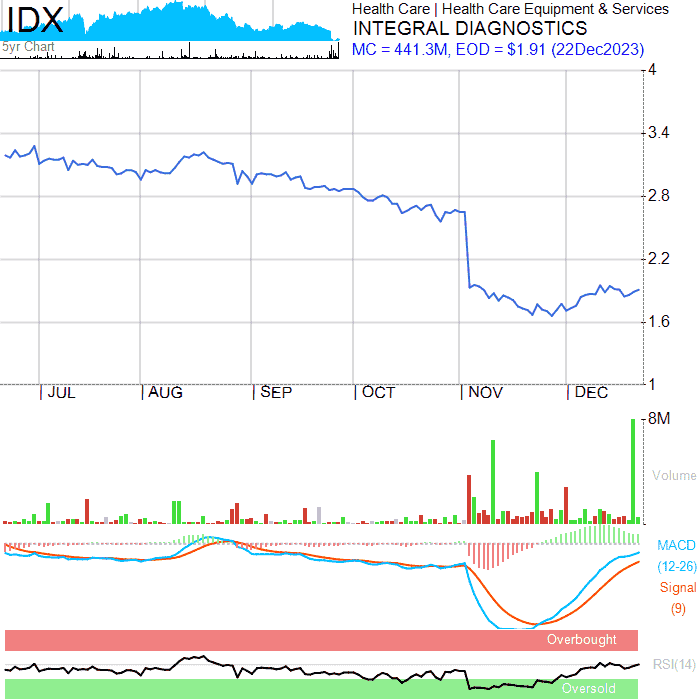 IDX
5yr Chart
Health Care | Health Care Equipment & Services
INTEGRAL DIAGNOSTICS
MC = 441.3M, EOD = $1.91 (22Dec2023)
4
3.4
2.8
2.2
1.6
1
JUL AUG SEP OCT NOV DEC
8M
Volume
MACD
(12-26)
Signal
(9)
Overbought
RSI(14)
Oversold